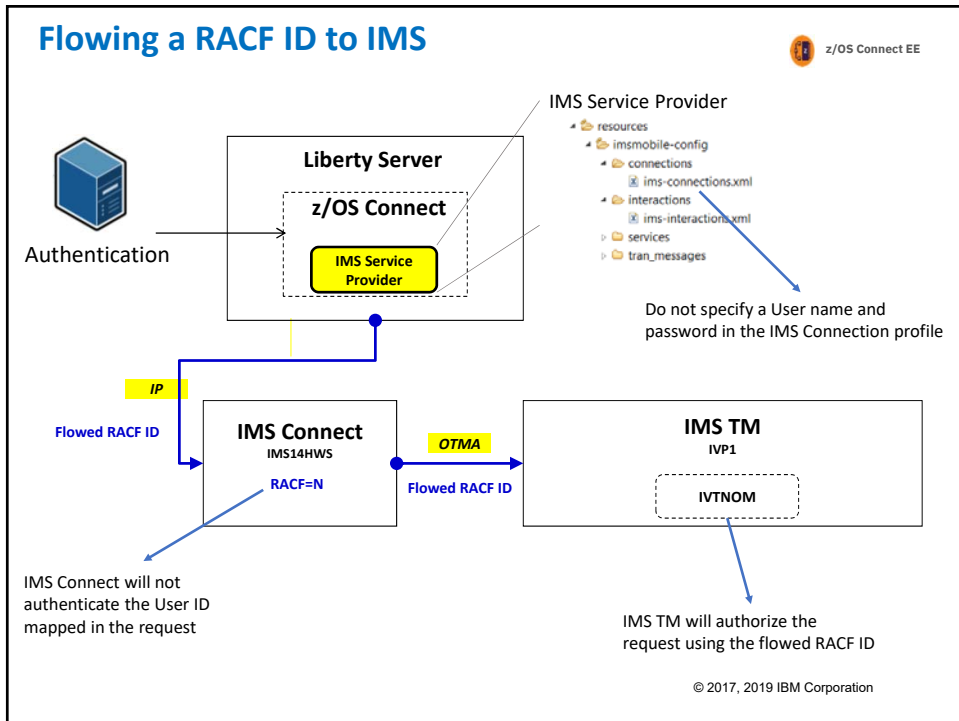 Flowing a RACF ID to IMS
z/OS Connect EE
IMS Service Provider
resources
imsmobile-config
connections
ims-connections.xml
interactions
ims-interactions.xml
services
tran_messages
Liberty Server
z/OS Connect
IMS Service
Provider
Authentication
Do not specify a User name and
password in the IMS Connection profile
IP
Flowed RACF ID
IMS Connect
IMS14HWS
RACF=N
OTMA
Flowed RACF ID
IMS TM
IVP1
IVTNOM
IMS Connect will not
authenticate the User ID
mapped in the request
IMS TM will authorize the
request using the flowed RACF ID
© 2017, 2019 IBM Corporation